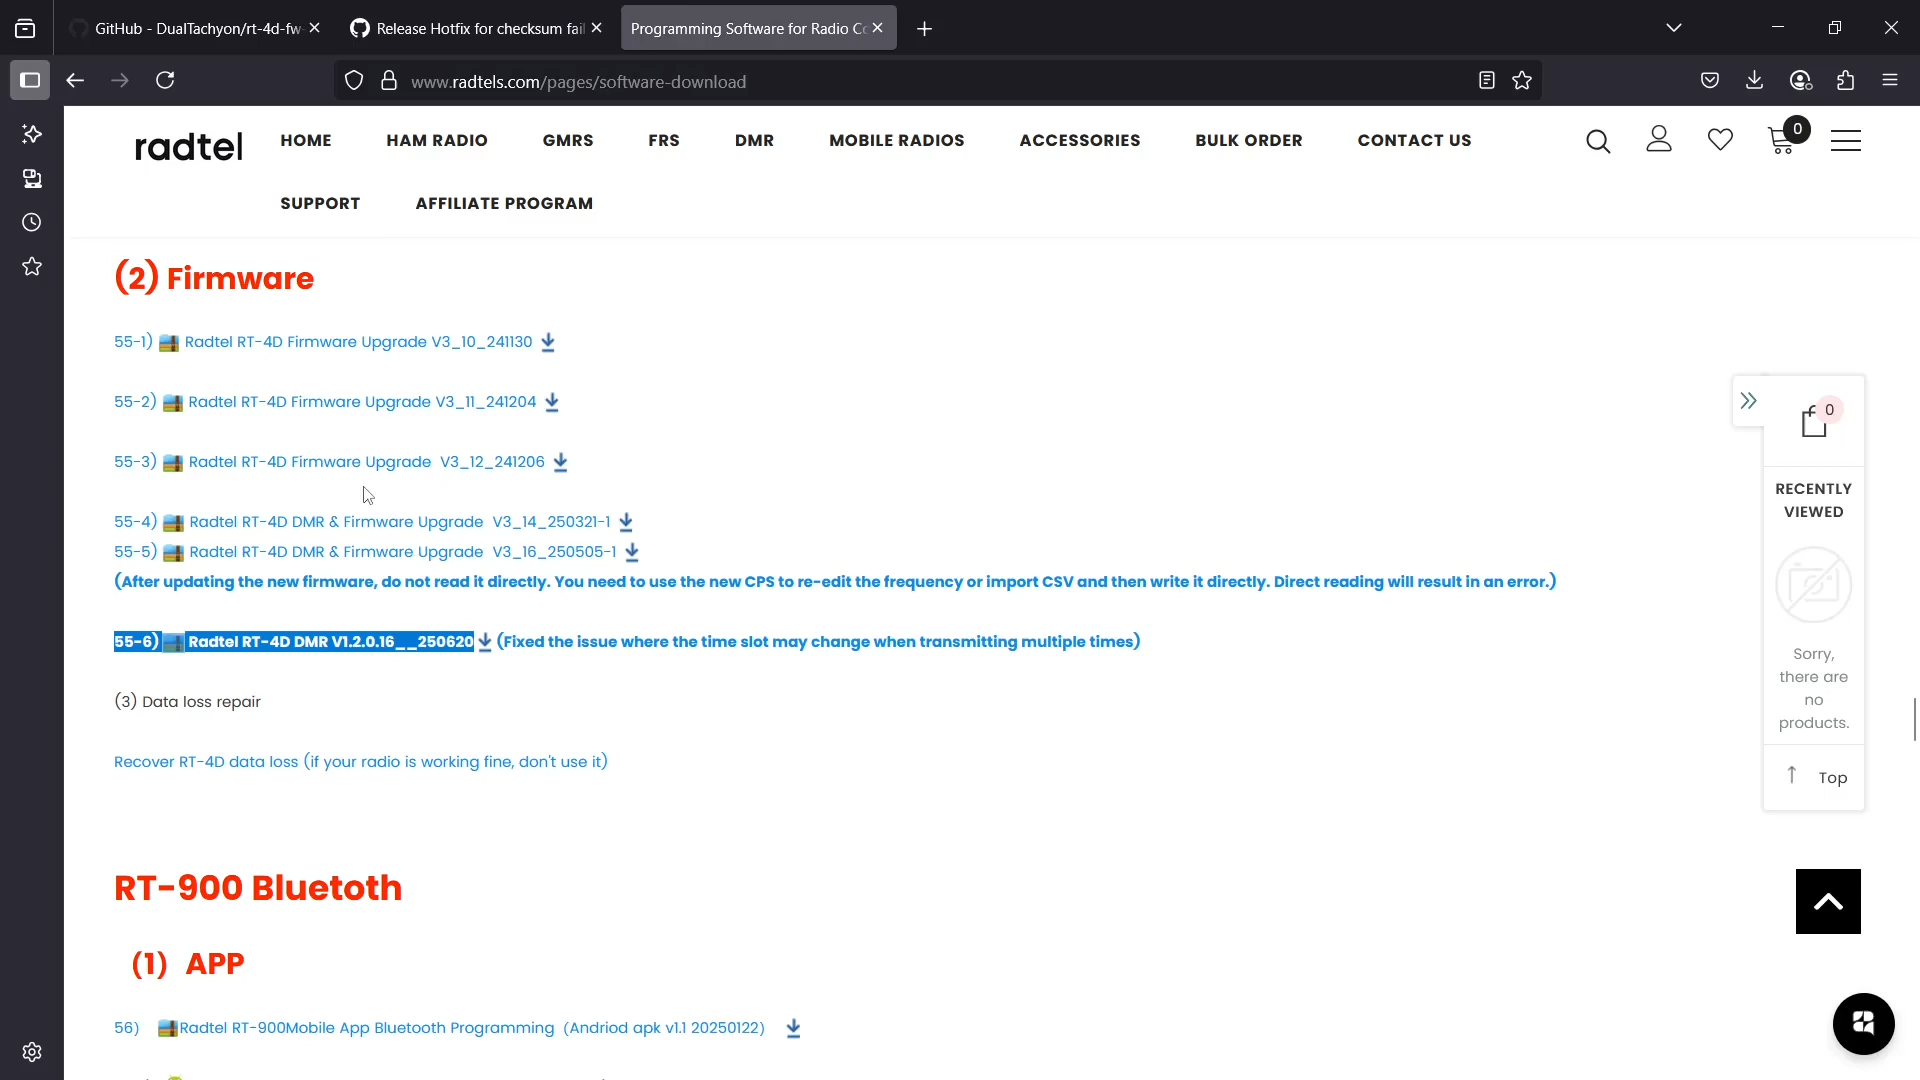 GitHub - DualTachyon/rt-4d-fw-
Release Hotfix for checksum fail
Programming Software for Radio Co
www.radtels.com/pages/software-download
radtel
HOME
HAM RADIO
GMRS
FRS
DMR
MOBILE RADIOS
ACCESSORIES
BULK ORDER
CONTACT US
0
SUPPORT
AFFILIATE PROGRAM
(2) Firmware
55-1) Radtel RT-4D Firmware Upgrade V3_10_241130
55-2) Radtel RT-4D Firmware Upgrade V3_11_241204
55-3) Radtel RT-4D Firmware Upgrade V3_12_241206
55-4) Radtel RT-4D DMR & Firmware Upgrade V3_14_250321-1
55-5) Radtel RT-4D DMR & Firmware Upgrade V3_16_250505-1
(After updating the new firmware, do not read it directly. You need to use the new CPS to re-edit the frequency or import CSV and then write it directly. Direct reading will result in an error.)
55-6) Radtel RT-4D DMR V1.2.0.16__250620 (Fixed the issue where the time slot may change when transmitting multiple times)
(3) Data loss repair
Recover RT-4D data loss (if your radio is working fine, don't use it)
RT-900 Bluetoth
(1) APP
56) Radtel RT-900Mobile App Bluetooth Programming (Andriod apk v1.1 20250122)
0
RECENTLY
VIEWED
Sorry,
there are
no
products.
Top